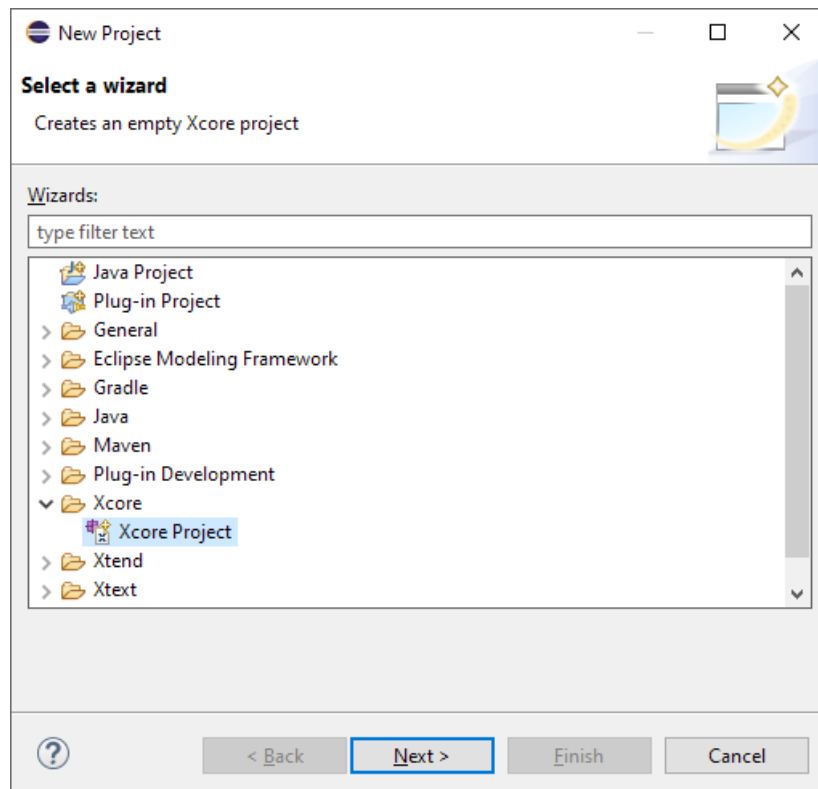 New Project
Select a wizard
Creates an empty Xcore project
Wizards:
type filter text
Java Project
Plug-in Project
General
Eclipse Modeling Framework
Gradle
Java
Maven
Plug-in Development
Xcore
Xcore Project
Xtend
Xtext
? < Back Next > Finish Cancel